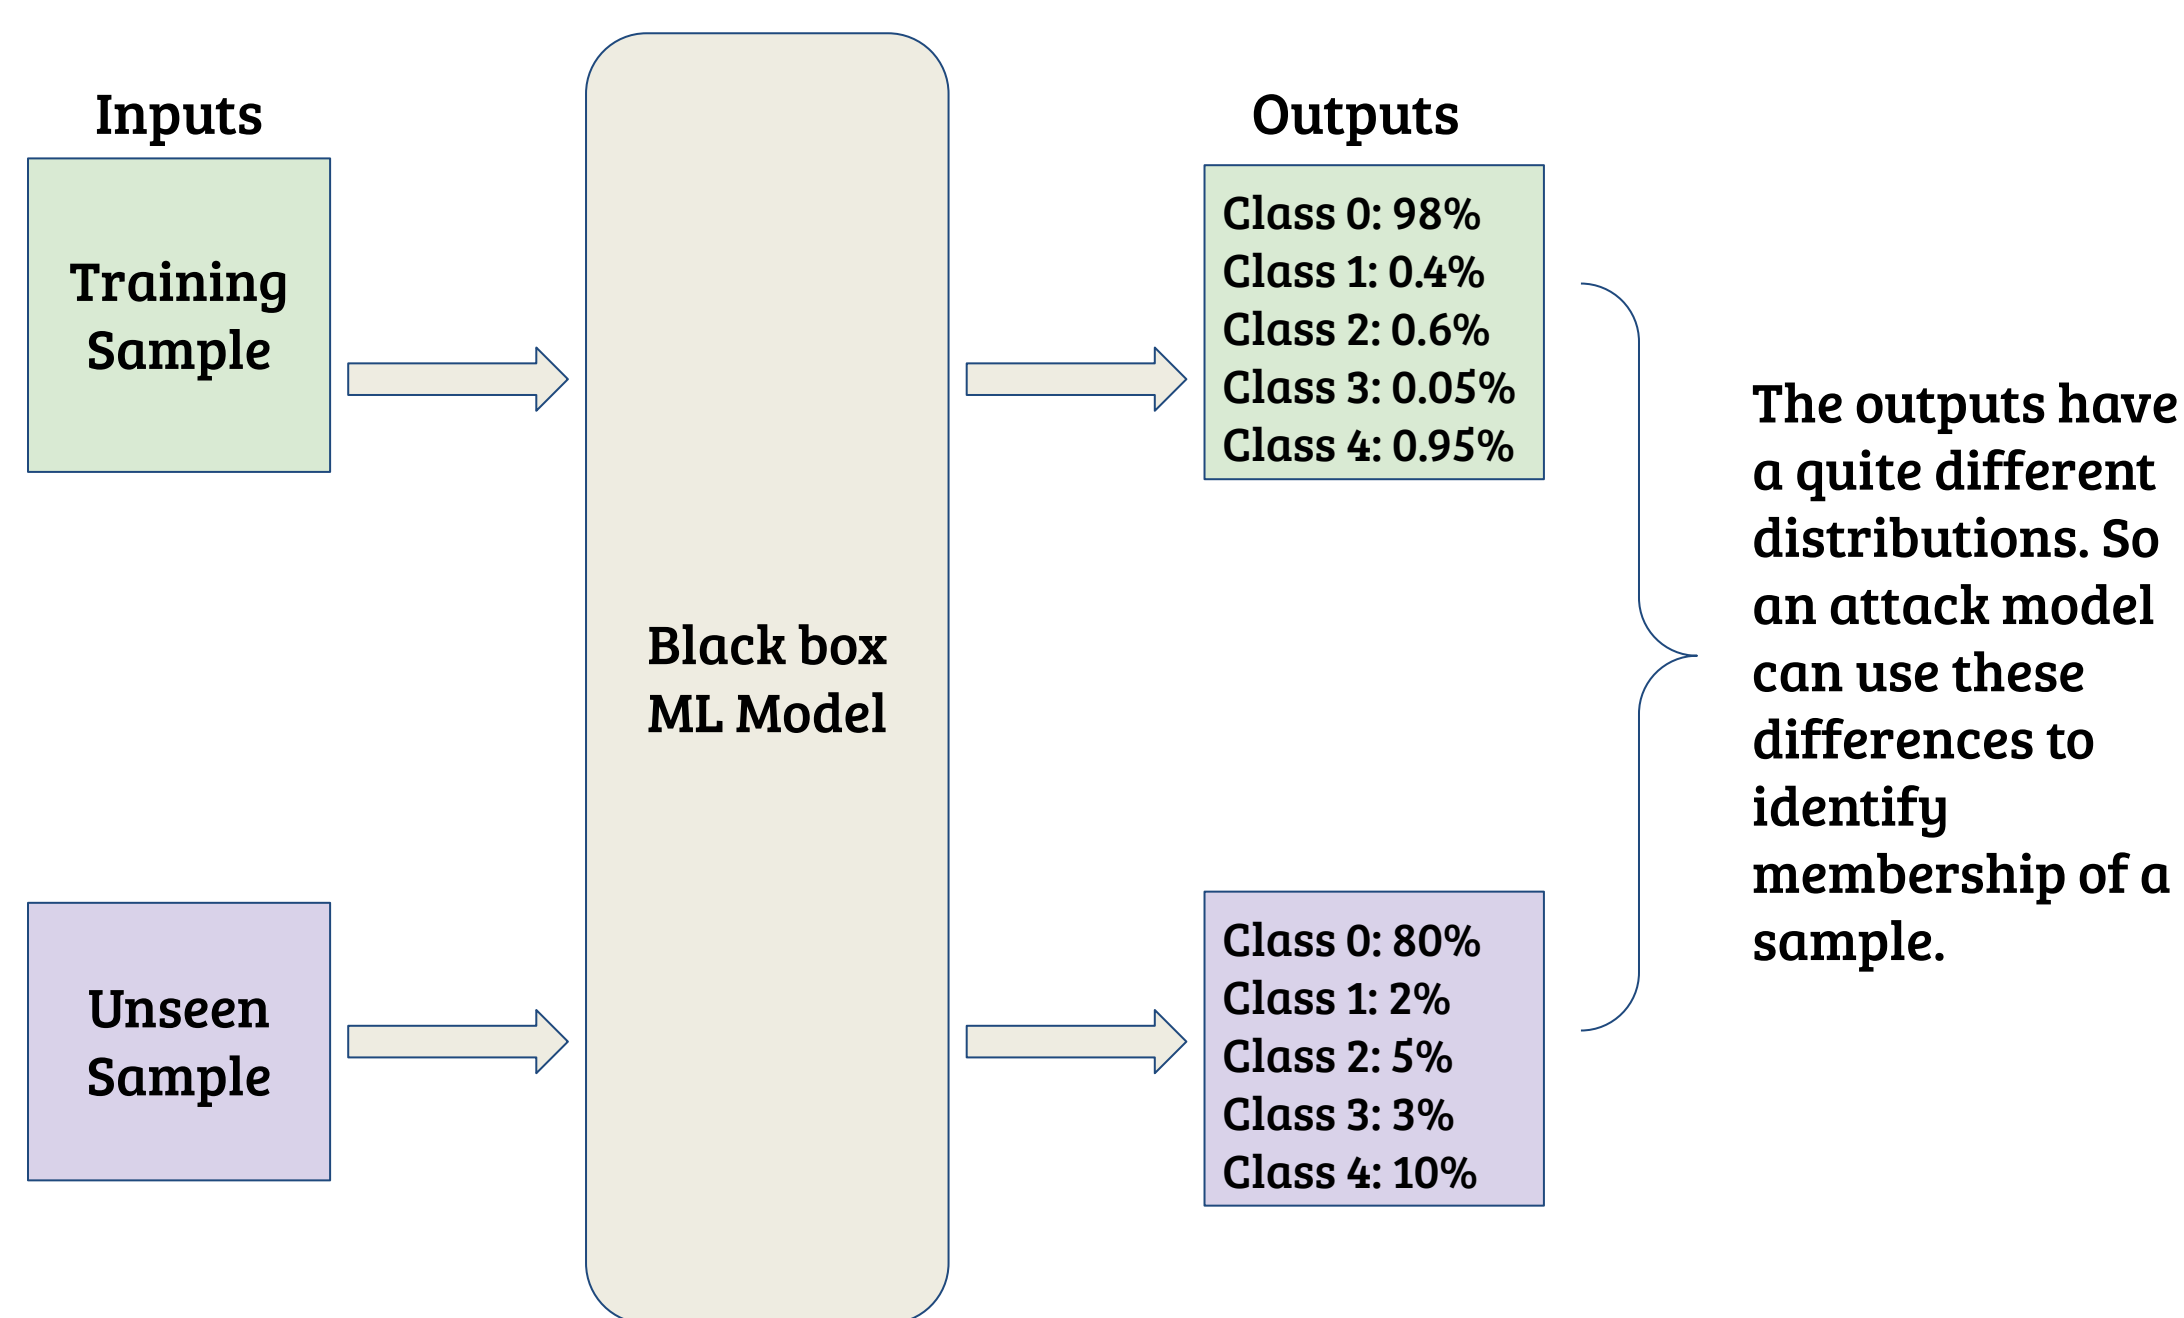 Inputs
Training
Sample
Unseen
Sample
Black box
ML Model
Outputs
Class 0: 98%
Class 1: 0.4%
Class 2: 0.6%
Class 3: 0.05%
Class 4: 0.95%
Class 0: 80%
Class 1: 2%
Class 2: 5%
Class 3: 3%
Class 4: 10%
The outputs have
a quite different
distributions. So
an attack model
can use these
differences to
identify
membership of a
sample.